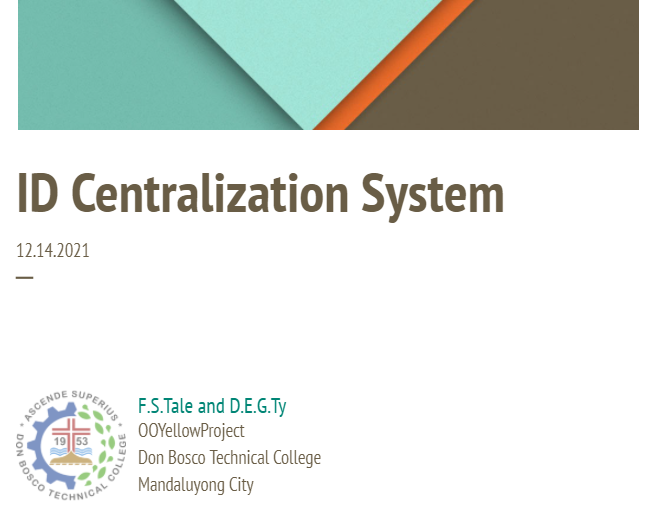 ID Centralization System
12.14.2021
ASCENDE SUPERIUS
DON BOSCO TECHNICAL COLLEGE
19 53
F.S.Tale and D.E.G.Ty
OOYellowProject
Don Bosco Technical College
Mandaluyong City